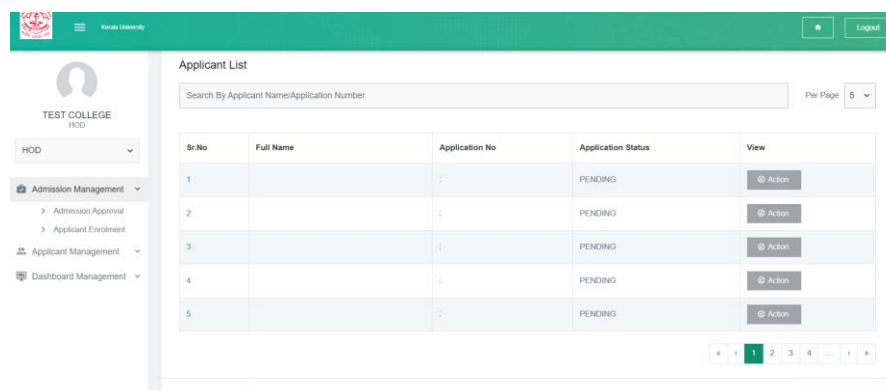 Kerala University
Logout
TEST COLLEGE
HOD
HOD
Admission Management
> Admission Approval
> Applicant Enrolment
Applicant Management
Dashboard Management
Applicant List
Search By Applicant Name/Application Number
Per Page 5
Sr.No Full Name Application No Application Status View
1 PENDING Action
2 PENDING Action
3 PENDING Action
4 PENDING Action
5 PENDING Action
« ‹ 1 2 3 4 ... › »